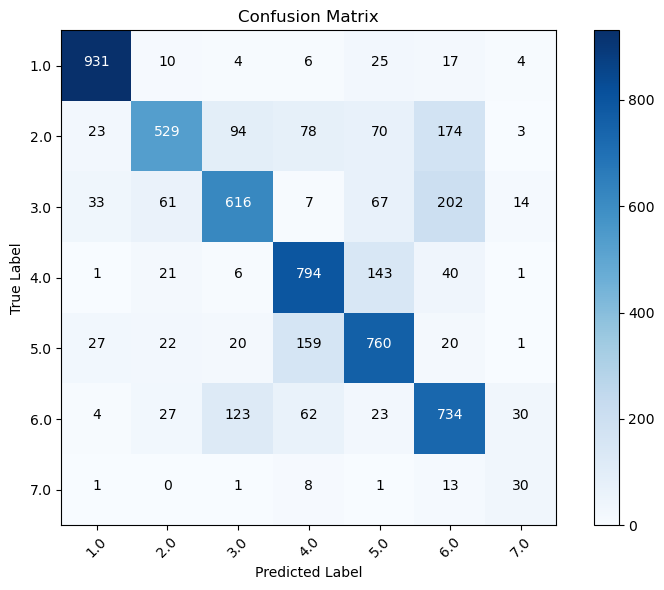 Confusion Matrix
1.0 931 10 4 6 25 17 4
2.0 23 529 94 78 70 174 3
3.0 33 61 616 7 67 202 14
4.0 1 21 6 794 143 40 1
5.0 27 22 20 159 760 20 1
6.0 4 27 123 62 23 734 30
7.0 1 0 1 8 1 13 30
1.0 2.0 3.0 4.0 5.0 6.0 7.0
Predicted Label
True Label
800
600
400
200
0